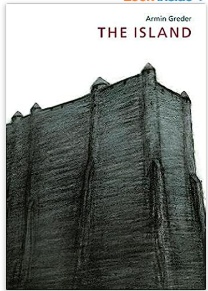 Armin Greder
THE ISLAND